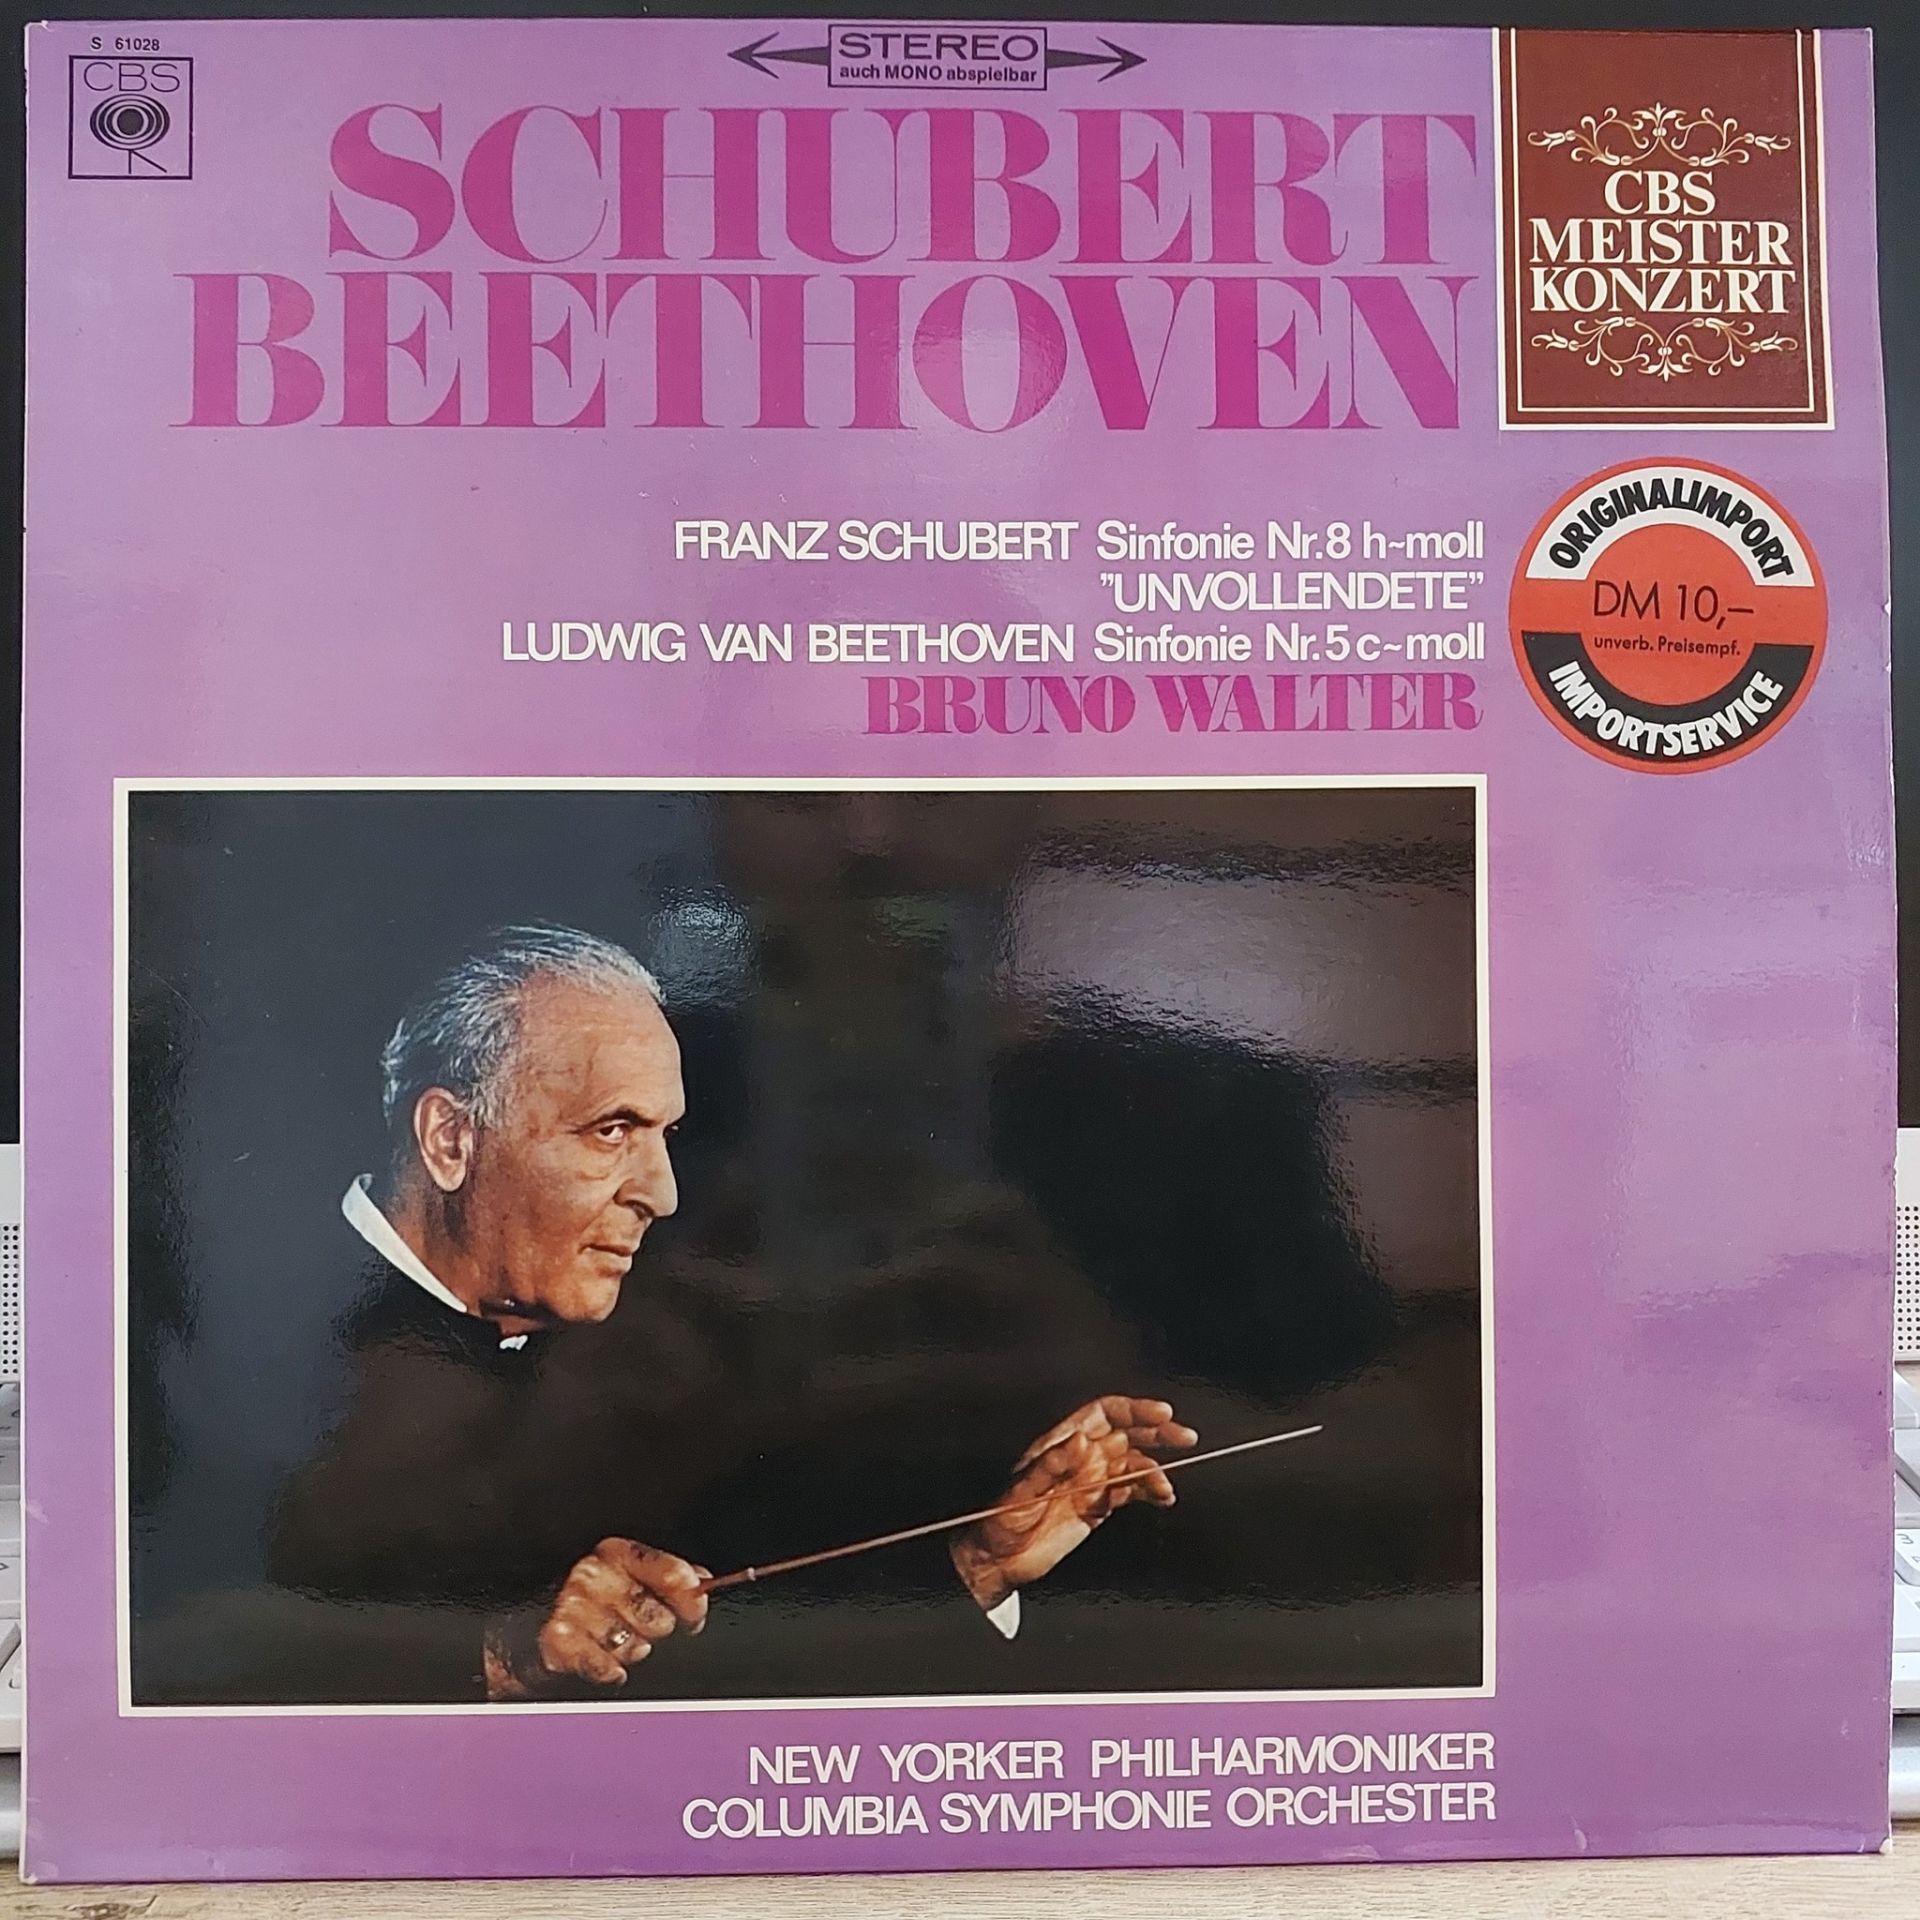 S 61028
CBS
STEREO
auch MONO abspielbar
SCHUBERT
BEETHOVEN
CBS
MEISTER
KONZERT
FRANZ SCHUBERT Sinfonie Nr.8 h~moll
"UNVOLLENDETE"
LUDWIG VAN BEETHOVEN Sinfonie Nr.5 c~moll
BRUNO WALTER
ORIGINALIMPORT
DM 10,–
unverb. Preisempf.
IMPORTSERVICE
NEW YORKER PHILHARMONIKER
COLUMBIA SYMPHONIE ORCHESTER